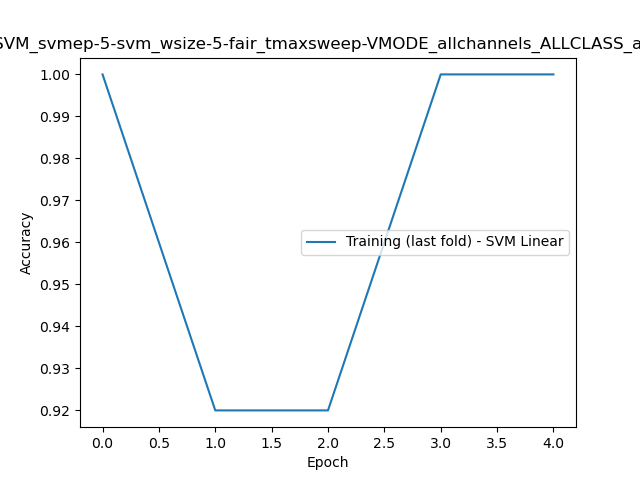 SVM_svmep-5-svm_wsize-5-fair_tmaxsweep-VMODE_allchannels_ALLCLASS_a
1.00
0.99
0.98
0.97
0.96
0.95
0.94
0.93
0.92
Accuracy
Training (last fold) - SVM Linear
0.0 0.5 1.0 1.5 2.0 2.5 3.0 3.5 4.0
Epoch